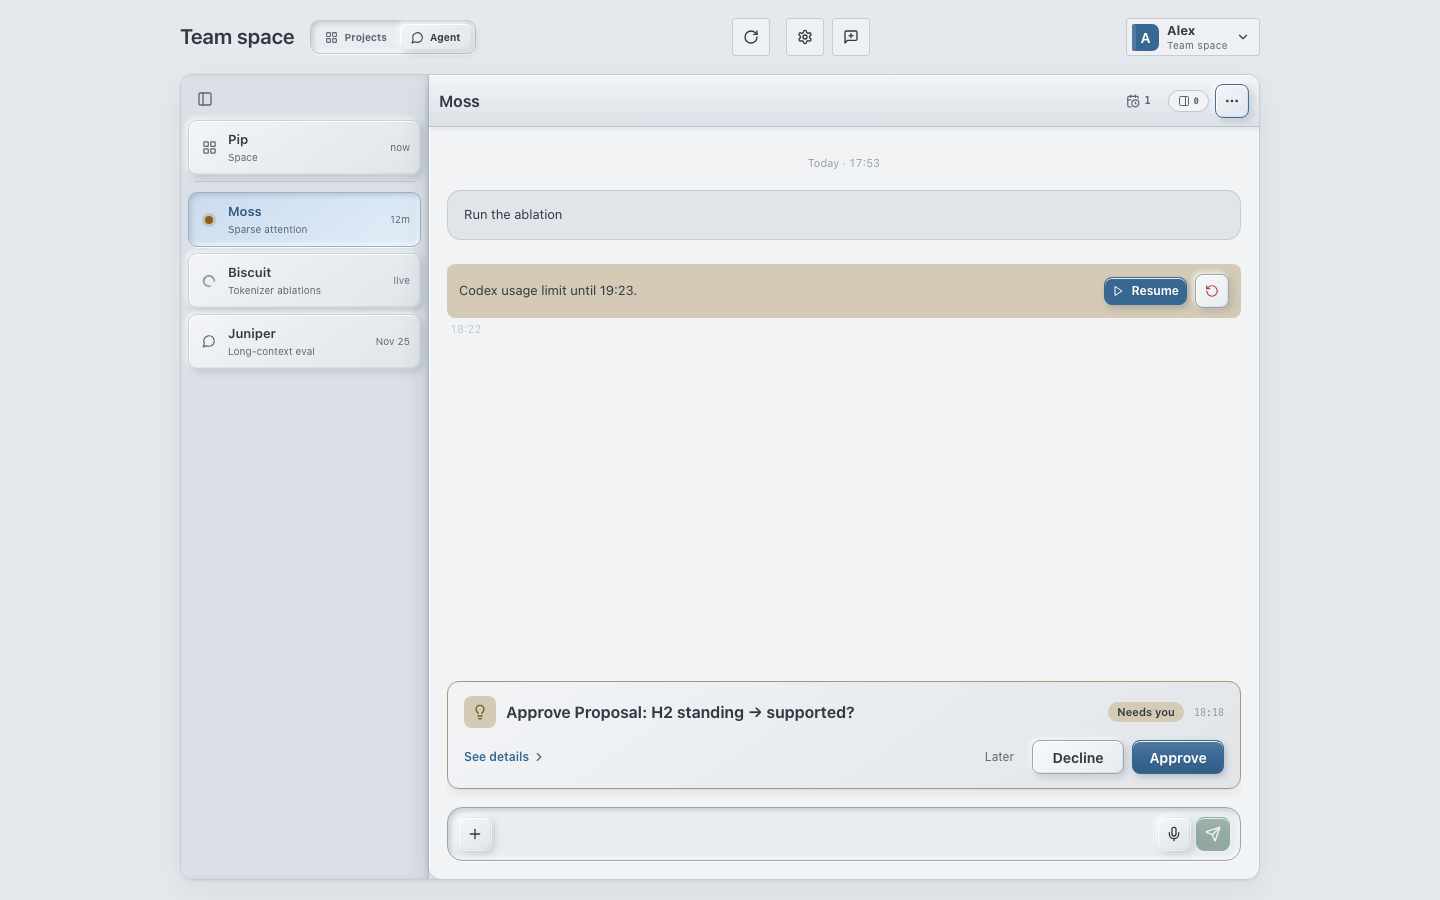 Team space
Projects
Agent
A
Alex
Team space
Pip
Space
now
Moss
Sparse attention
12m
Biscuit
Tokenizer ablations
live
Juniper
Long-context eval
Nov 25
Moss
1
0
Today · 17:53
Run the ablation
Codex usage limit until 19:23.
Resume
18:22
Approve Proposal: H2 standing → supported?
Needs you
18:18
See details
Later
Decline
Approve